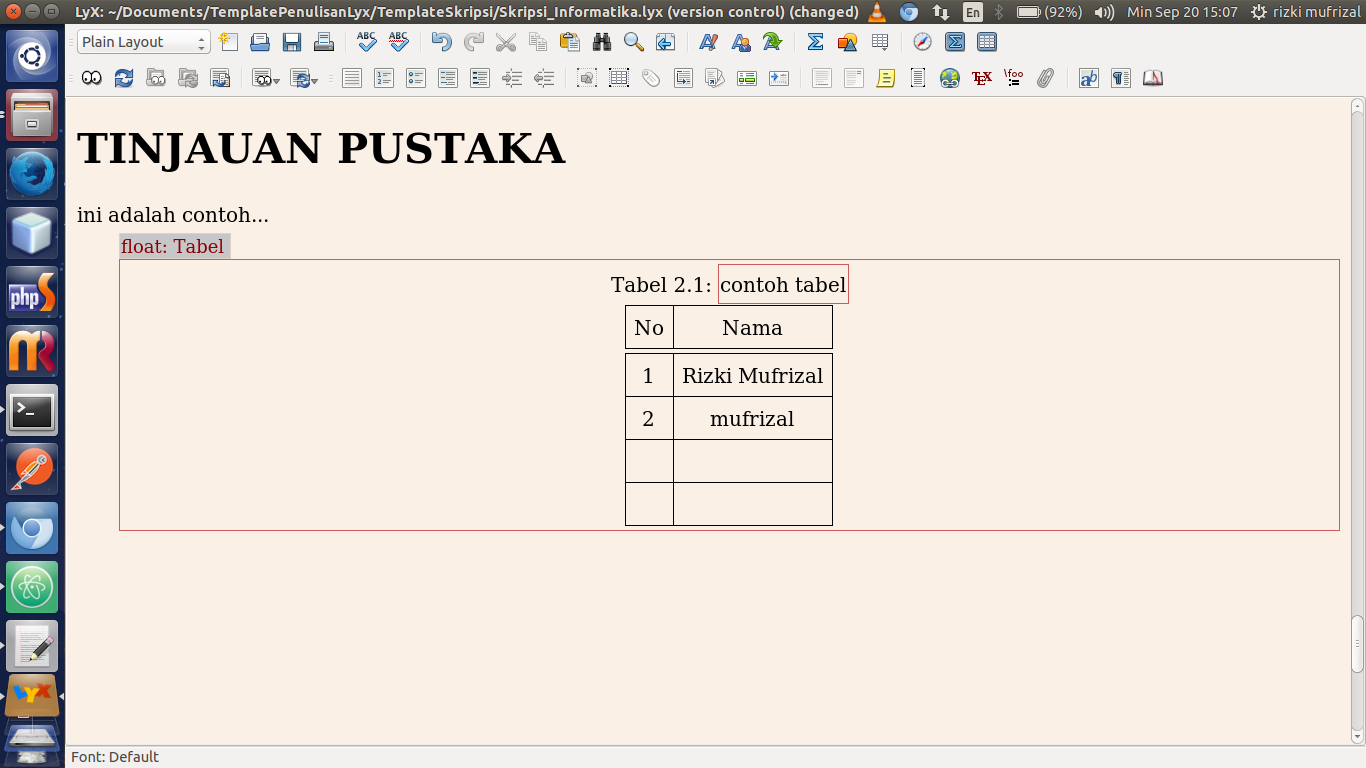 LyX: ~/Documents/TemplatePenulisanLyx/TemplateSkripsi/Skripsi_Informatika.lyx (version control) (changed)
En (92%) Min Sep 20 15:07 rizki mufrizal
Plain Layout
ABC ABC
TEX \foo
ab
php
LYX
TINJAUAN PUSTAKA
ini adalah contoh...
float: Tabel
Tabel 2.1: contoh tabel
No Nama
1 Rizki Mufrizal
2 mufrizal
Font: Default